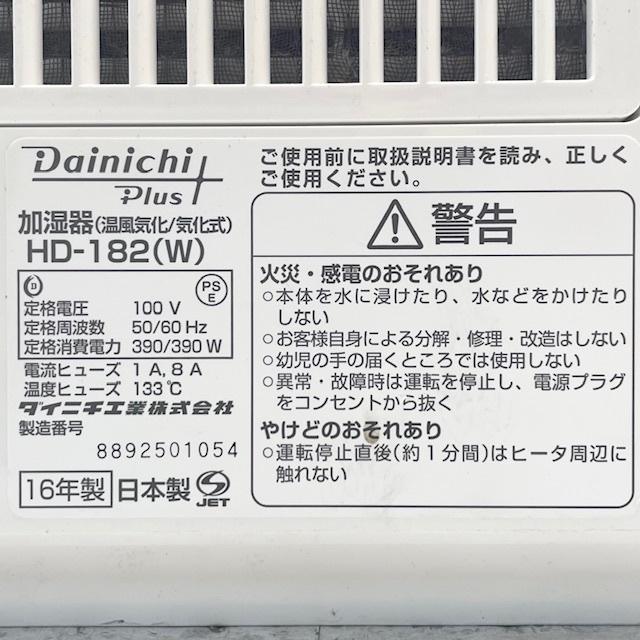 Dainichi
Plus
加湿器(温風気化/気化式)
HD-182(W)
PS
E
定格電圧 100 V
定格周波数 50/60 Hz
定格消費電力 390/390 W
電流ヒューズ 1 A, 8 A
温度ヒューズ 133℃
ダイニチ工業株式会社
製造番号
8892501054
16年製 日本製 JET
ご使用前に取扱説明書を読み、正しく
ご使用ください。
警告
火災・感電のおそれあり
○本体を水に浸けたり、水などをかけたり
しない
○お客様自身による分解・修理・改造はしない
○幼児の手の届くところでは使用しない
○異常・故障時は運転を停止し、電源プラグ
をコンセントから抜く
やけどのおそれあり
○運転停止直後(約1分間)はヒータ周辺に
触れない